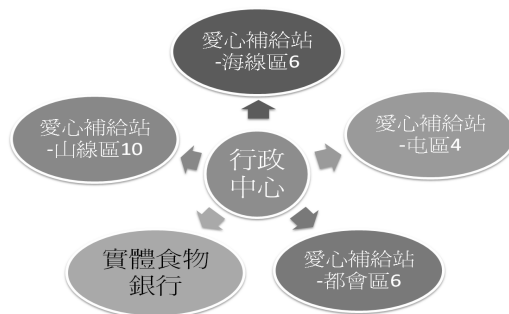 愛心補給站
-海線區6
愛心補給站
-山線區10
愛心補給站
-屯區4
行政
中心
實體食物
銀行
愛心補給站
-都會區6